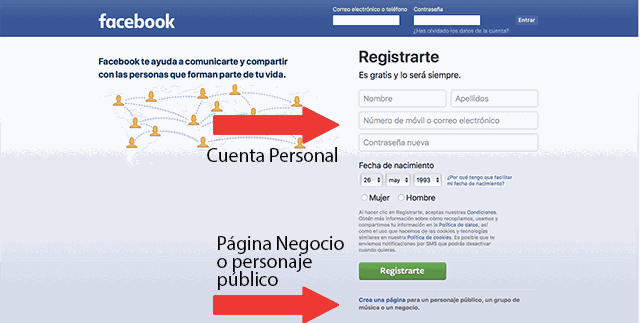 facebook
Correo electrónico o teléfono
Contraseña
Entrar
¿Has olvidado los datos de la cuenta?
Facebook te ayuda a comunicarte y compartir
con las personas que forman parte de tu vida.
Registrarte
Es gratis y lo será siempre.
Nombre
Apellidos
Número de móvil o correo electrónico
Contraseña nueva
Cuenta Personal
Fecha de nacimiento
26 may 1993
¿Por qué tengo que facilitar
mi fecha de nacimiento?
Mujer Hombre
Al hacer clic en Registrarte, aceptas nuestras Condiciones.
Obtén más información sobre cómo recopilamos, usamos y
compartimos tu información en la Política de datos, así
como el uso que hacemos de las cookies y tecnologías
similares en nuestra Política de cookies. Es posible que te
enviemos notificaciones por SMS que podrás desactivar
cuando quieras.
Registrarte
Página Negocio
o personaje
público
Crea una página para un personaje público, un grupo de
música o un negocio.